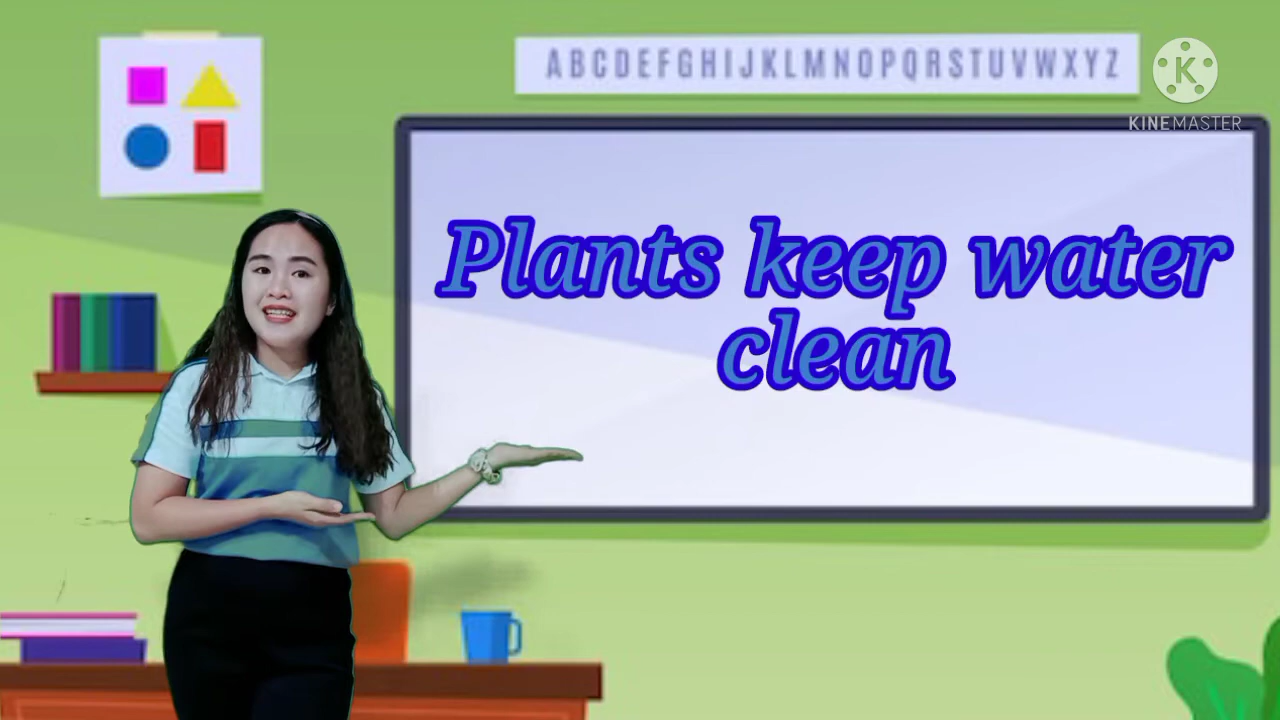 ABCDEFGHIJKLMNOPQRSTUVWXYZ
K
KINEMASTER
Plants keep water
clean